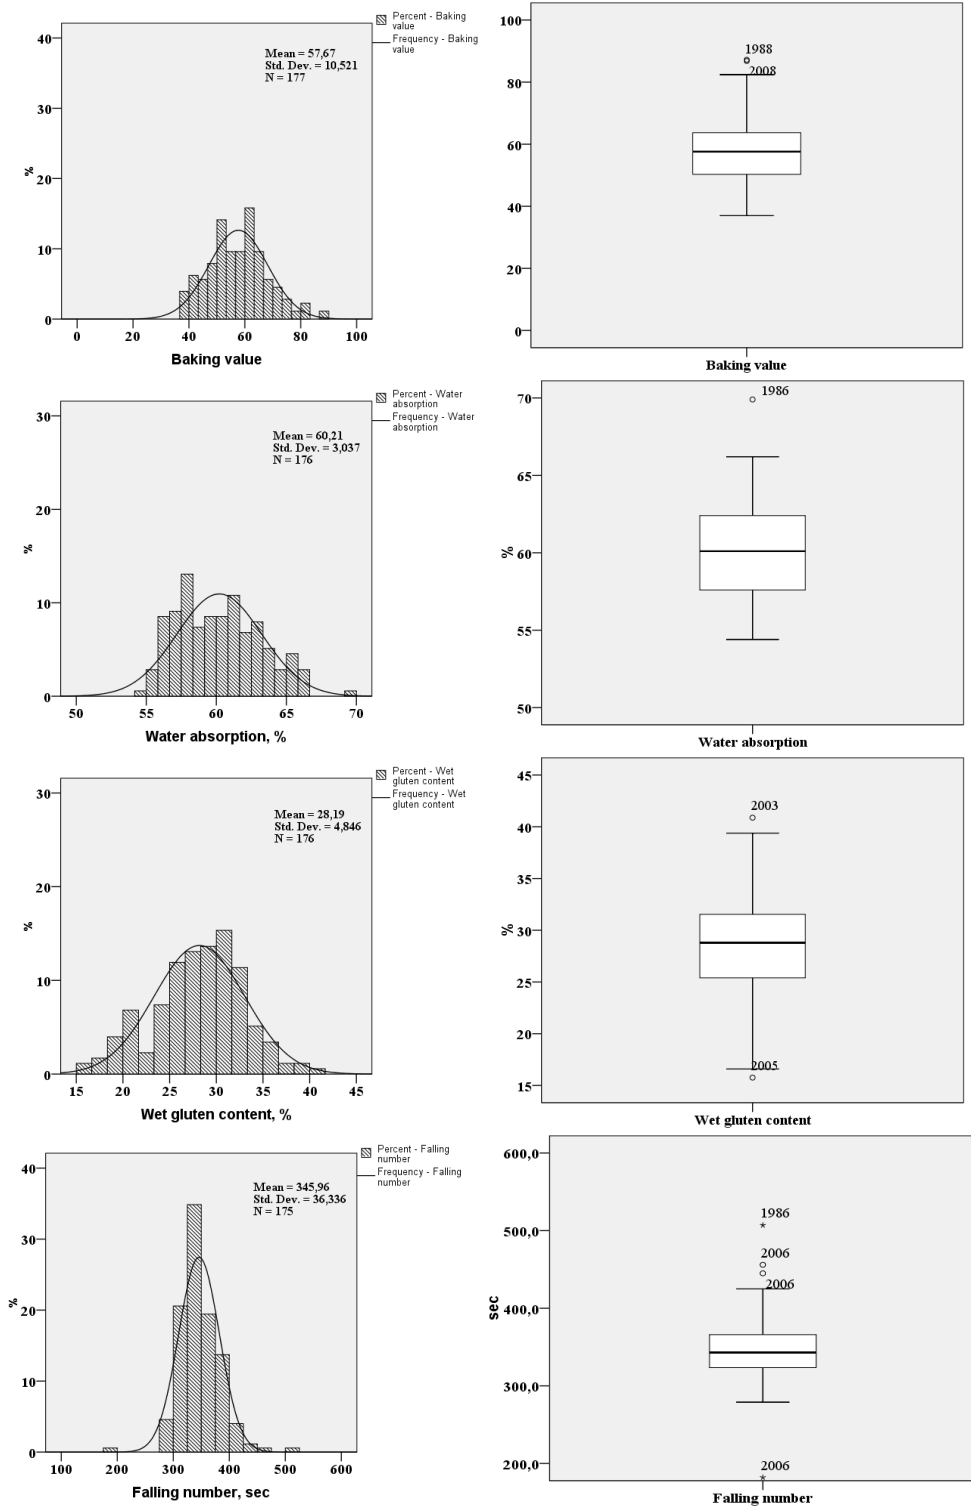 Percent - Baking
value
Frequency - Baking
value
Mean = 57,67
Std. Dev. = 10,521
N = 177
40
30
20
10
0
%
0 20 40 60 80 100
Baking value
100
80
60
40
20
0
1988
2008
Baking value
Percent - Water
absorption
Frequency - Water
absorption
Mean = 60,21
Std. Dev. = 3,037
N = 176
30
20
10
0
%
50 55 60 65 70
Water absorption, %
70
65
60
55
50
%
1986
Water absorption
Percent - Wet
gluten content
Frequency - Wet
gluten content
Mean = 28,19
Std. Dev. = 4,846
N = 176
30
20
10
0
%
15 20 25 30 35 40 45
Wet gluten content, %
45
40
35
30
25
20
15
%
2003
2005
Wet gluten content
Percent - Falling
number
Frequency - Falling
number
Mean = 345,96
Std. Dev. = 36,336
N = 175
40
30
20
10
0
%
100 200 300 400 500 600
Falling number, sec
600,0
500,0
400,0
300,0
200,0
sec
1986
2006
2006
2006
Falling number